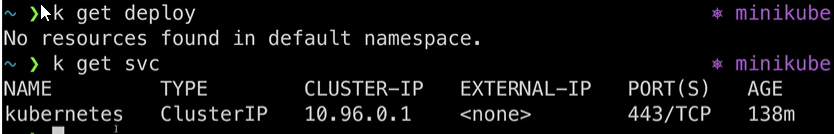 ~ ❯ k get deploy ⎈ minikube
No resources found in default namespace.
~ ❯ k get svc ⎈ minikube
NAME TYPE CLUSTER-IP EXTERNAL-IP PORT(S) AGE
kubernetes ClusterIP 10.96.0.1 <none> 443/TCP 138m